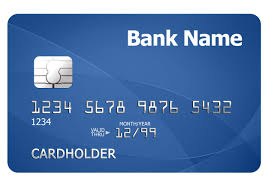 Bank Name
1234 5678 9876 5432
1234
MONTH/YEAR
VALID THRU 12/99
CARDHOLDER